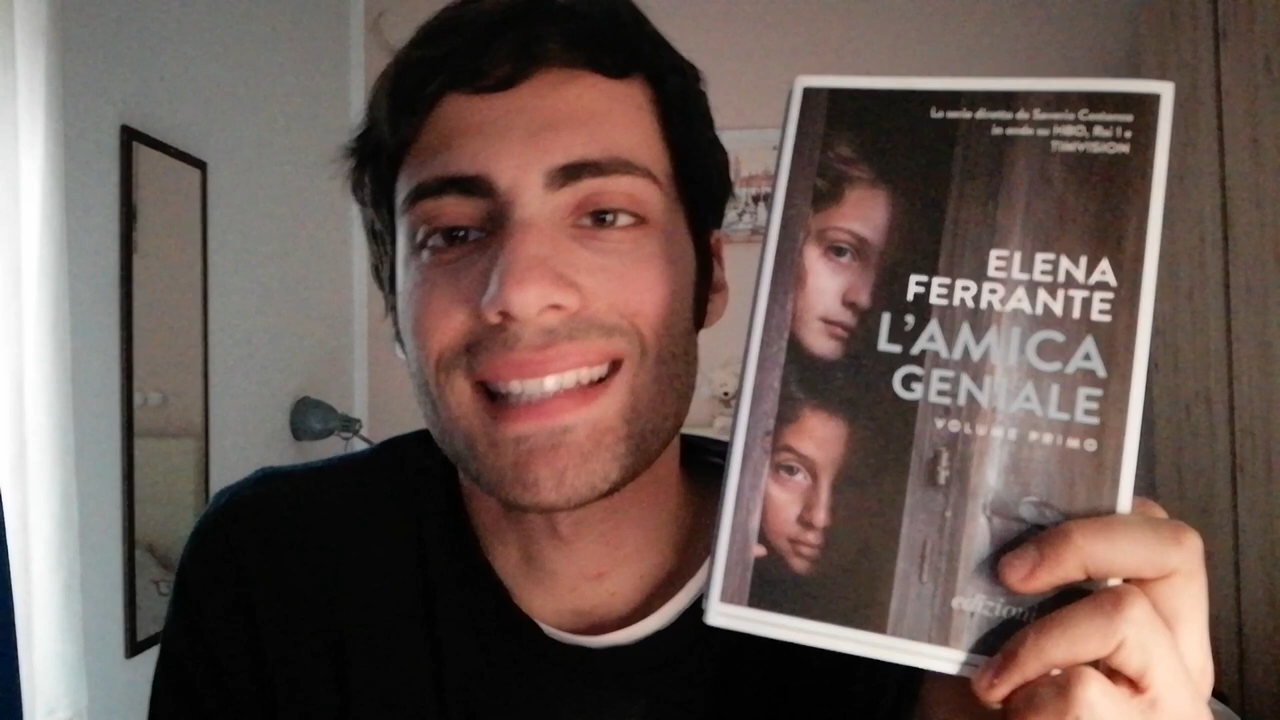 La serie diretta da Saverio Costanzo
in onda su HBO, Rai 1 e
TIMVISION
ELENA
FERRANTE
L'AMICA
GENIALE
VOLUME PRIMO
edizioni